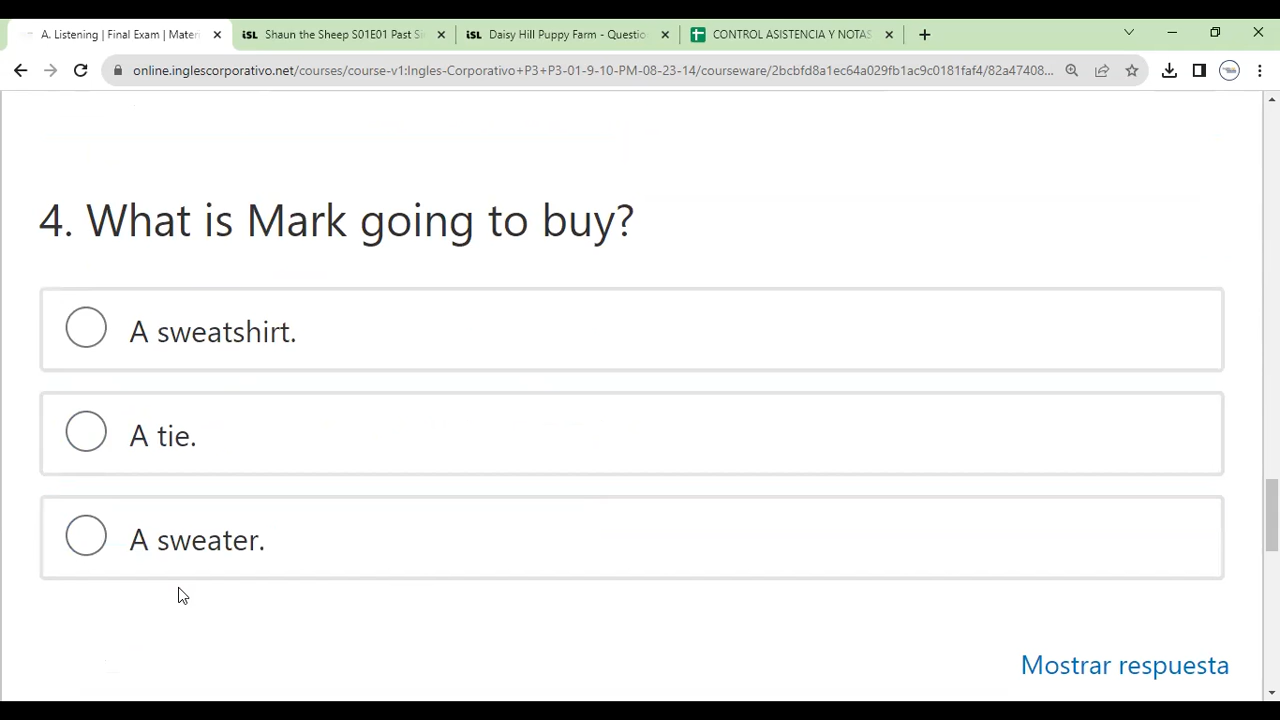 A. Listening | Final Exam | Mater
iSL Shaun the Sheep S01E01 Past Si
iSL Daisy Hill Puppy Farm - Questio
CONTROL ASISTENCIA Y NOTAS
online.inglescorporativo.net/courses/course-v1:Ingles-Corporativo+P3+P3-01-9-10-PM-08-23-14/courseware/2bcbfd8a1ec64a029fb1ac9c0181faf4/82a47408...
4. What is Mark going to buy?
A sweatshirt.
A tie.
A sweater.
Mostrar respuesta